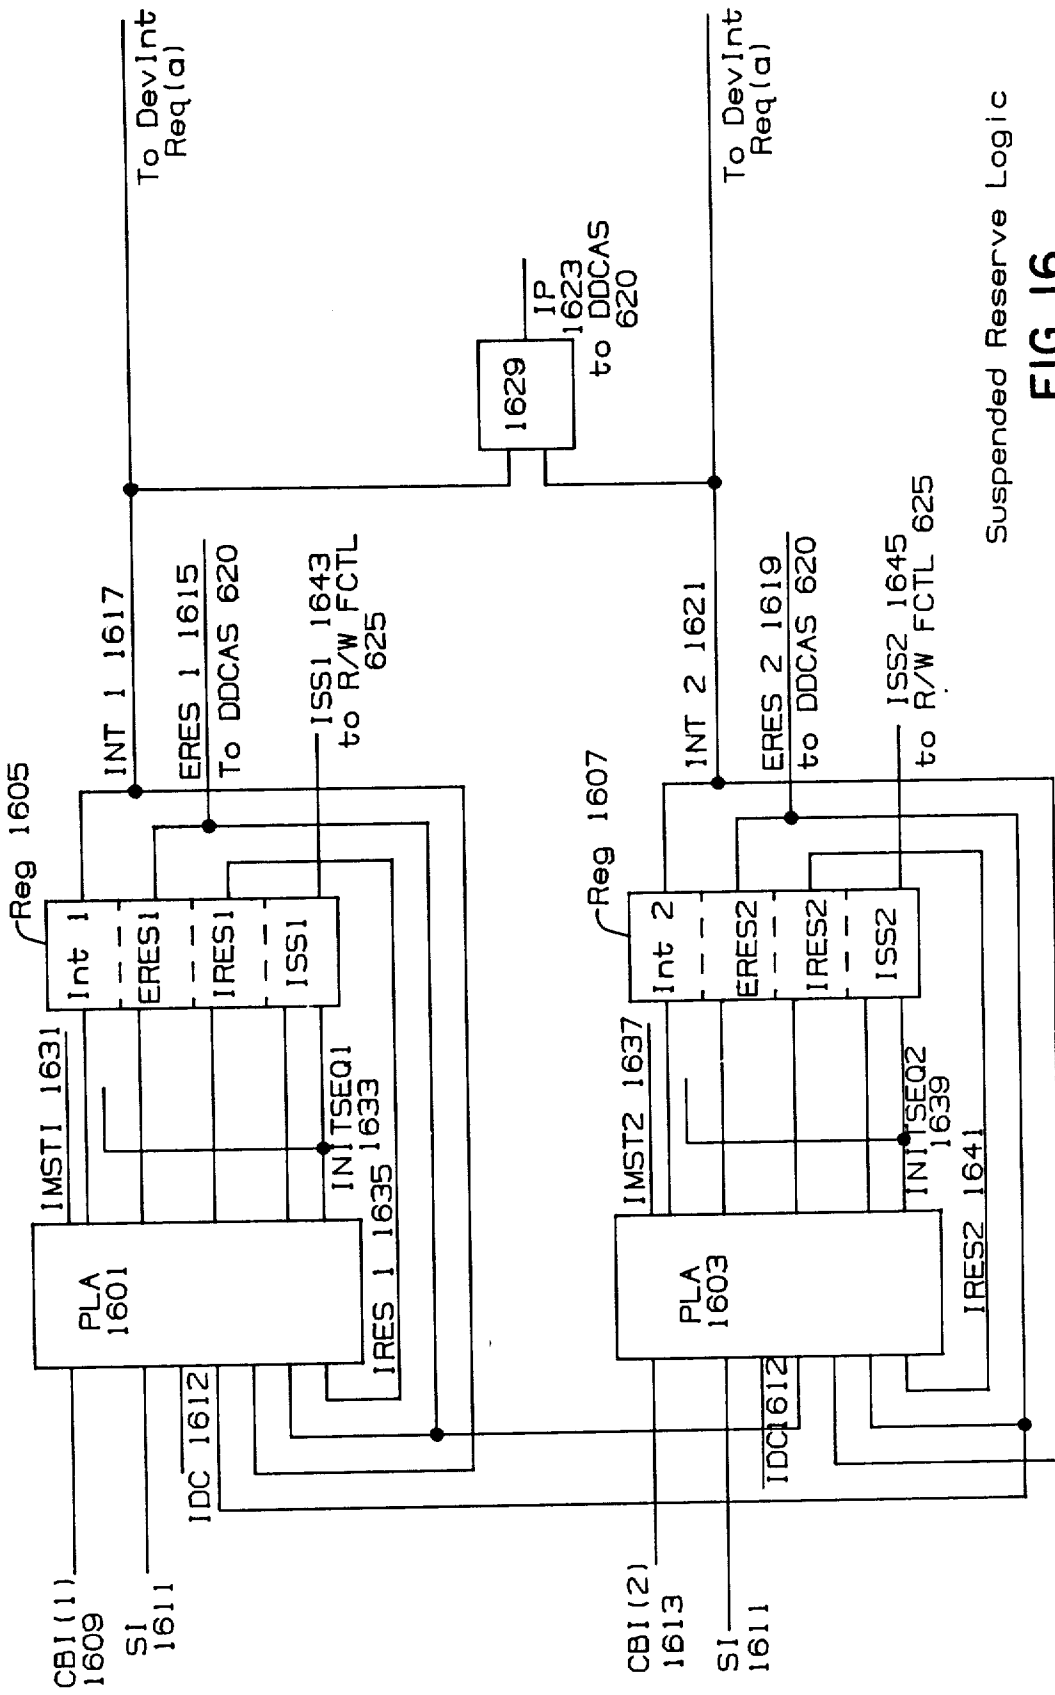 CBI(1)
1609
SI
1611
IDC 1612
PLA
1601
IMST1 1631
INITSEQ1
1633
IRES 1 1635
Reg 1605
Int 1
ERES1
IRES1
ISS1
INT 1 1617
ERES 1 1615
To DDCAS 620
ISS1 1643
to R/W FCTL
625
To DevInt
Req(a)
1629
IP
1623
to DDCAS
620
CBI(2)
1613
SI
1611
IDC1612
PLA
1603
IMST2 1637
INITSEQ2
1639
IRES2 1641
Reg 1607
Int 2
ERES2
IRES2
ISS2
INT 2 1621
ERES 2 1619
to DDCAS 620
ISS2 1645
to R/W FCTL 625
To DevInt
Req(a)
Suspended Reserve Logic
FIG 16